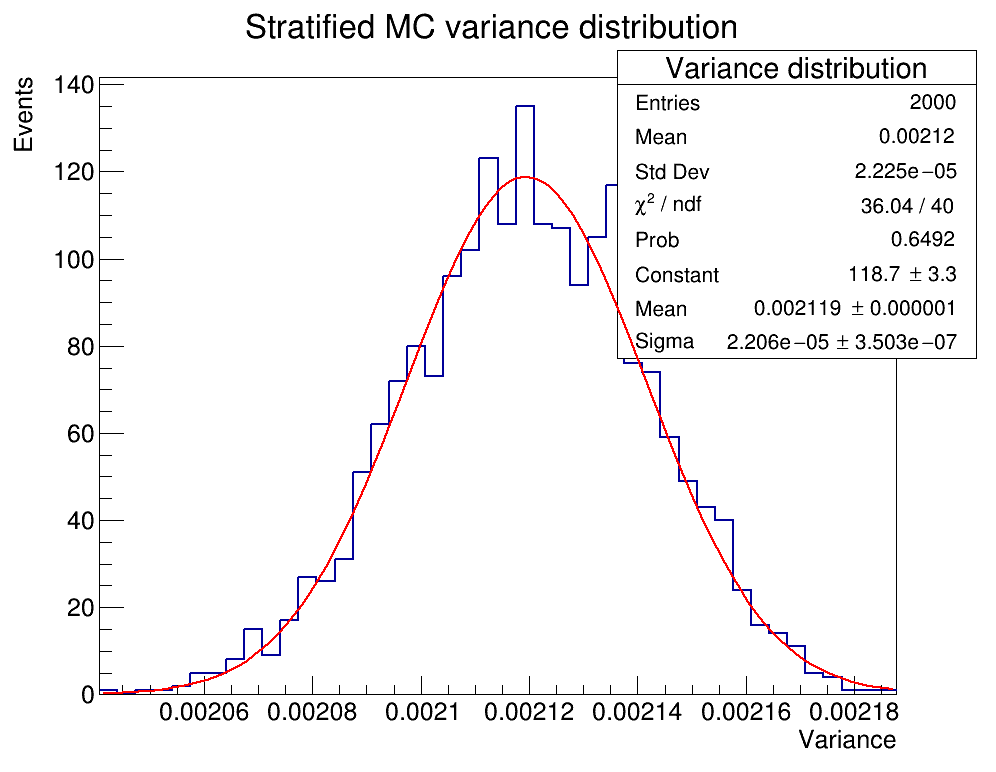 Stratified MC variance distribution
Events
140
120
100
80
60
40
20
0
0.00206 0.00208 0.0021 0.00212 0.00214 0.00216 0.00218
Variance
Variance distribution
Entries 2000
Mean 0.00212
Std Dev 2.225e−05
χ² / ndf 36.04 / 40
Prob 0.6492
Constant 118.7 ± 3.3
Mean 0.002119 ± 0.000001
Sigma 2.206e−05 ± 3.503e−07